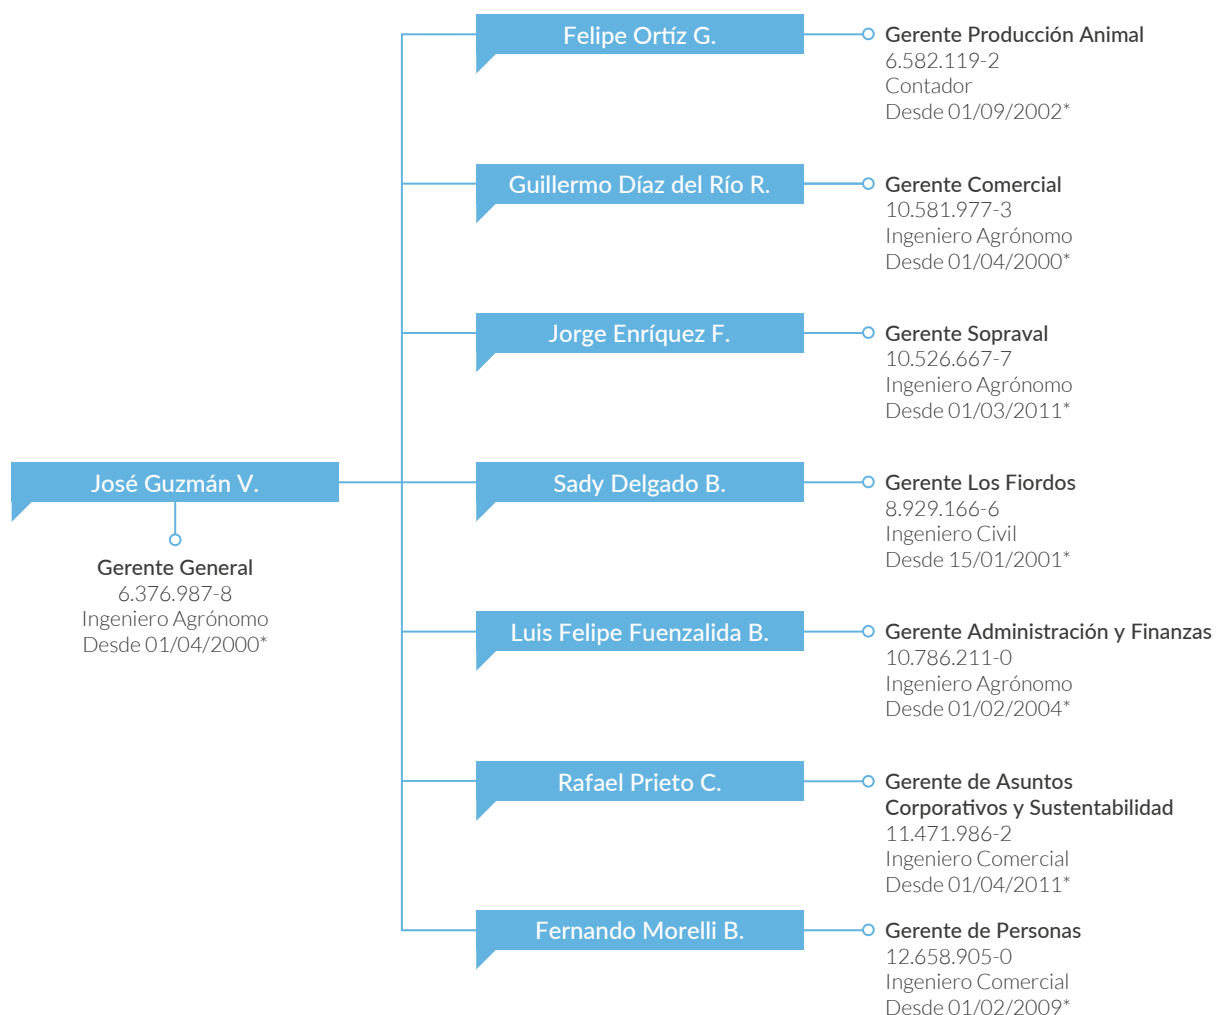 Felipe Ortíz G.
Gerente Producción Animal
6.582.119-2
Contador
Desde 01/09/2002*
Guillermo Díaz del Río R.
Gerente Comercial
10.581.977-3
Ingeniero Agrónomo
Desde 01/04/2000*
Jorge Enríquez F.
Gerente Sopraval
10.526.667-7
Ingeniero Agrónomo
Desde 01/03/2011*
José Guzmán V.
Gerente General
6.376.987-8
Ingeniero Agrónomo
Desde 01/04/2000*
Sady Delgado B.
Gerente Los Fiordos
8.929.166-6
Ingeniero Civil
Desde 15/01/2001*
Luis Felipe Fuenzalida B.
Gerente Administración y Finanzas
10.786.211-0
Ingeniero Agrónomo
Desde 01/02/2004*
Rafael Prieto C.
Gerente de Asuntos
Corporativos y Sustentabilidad
11.471.986-2
Ingeniero Comercial
Desde 01/04/2011*
Fernando Morelli B.
Gerente de Personas
12.658.905-0
Ingeniero Comercial
Desde 01/02/2009*